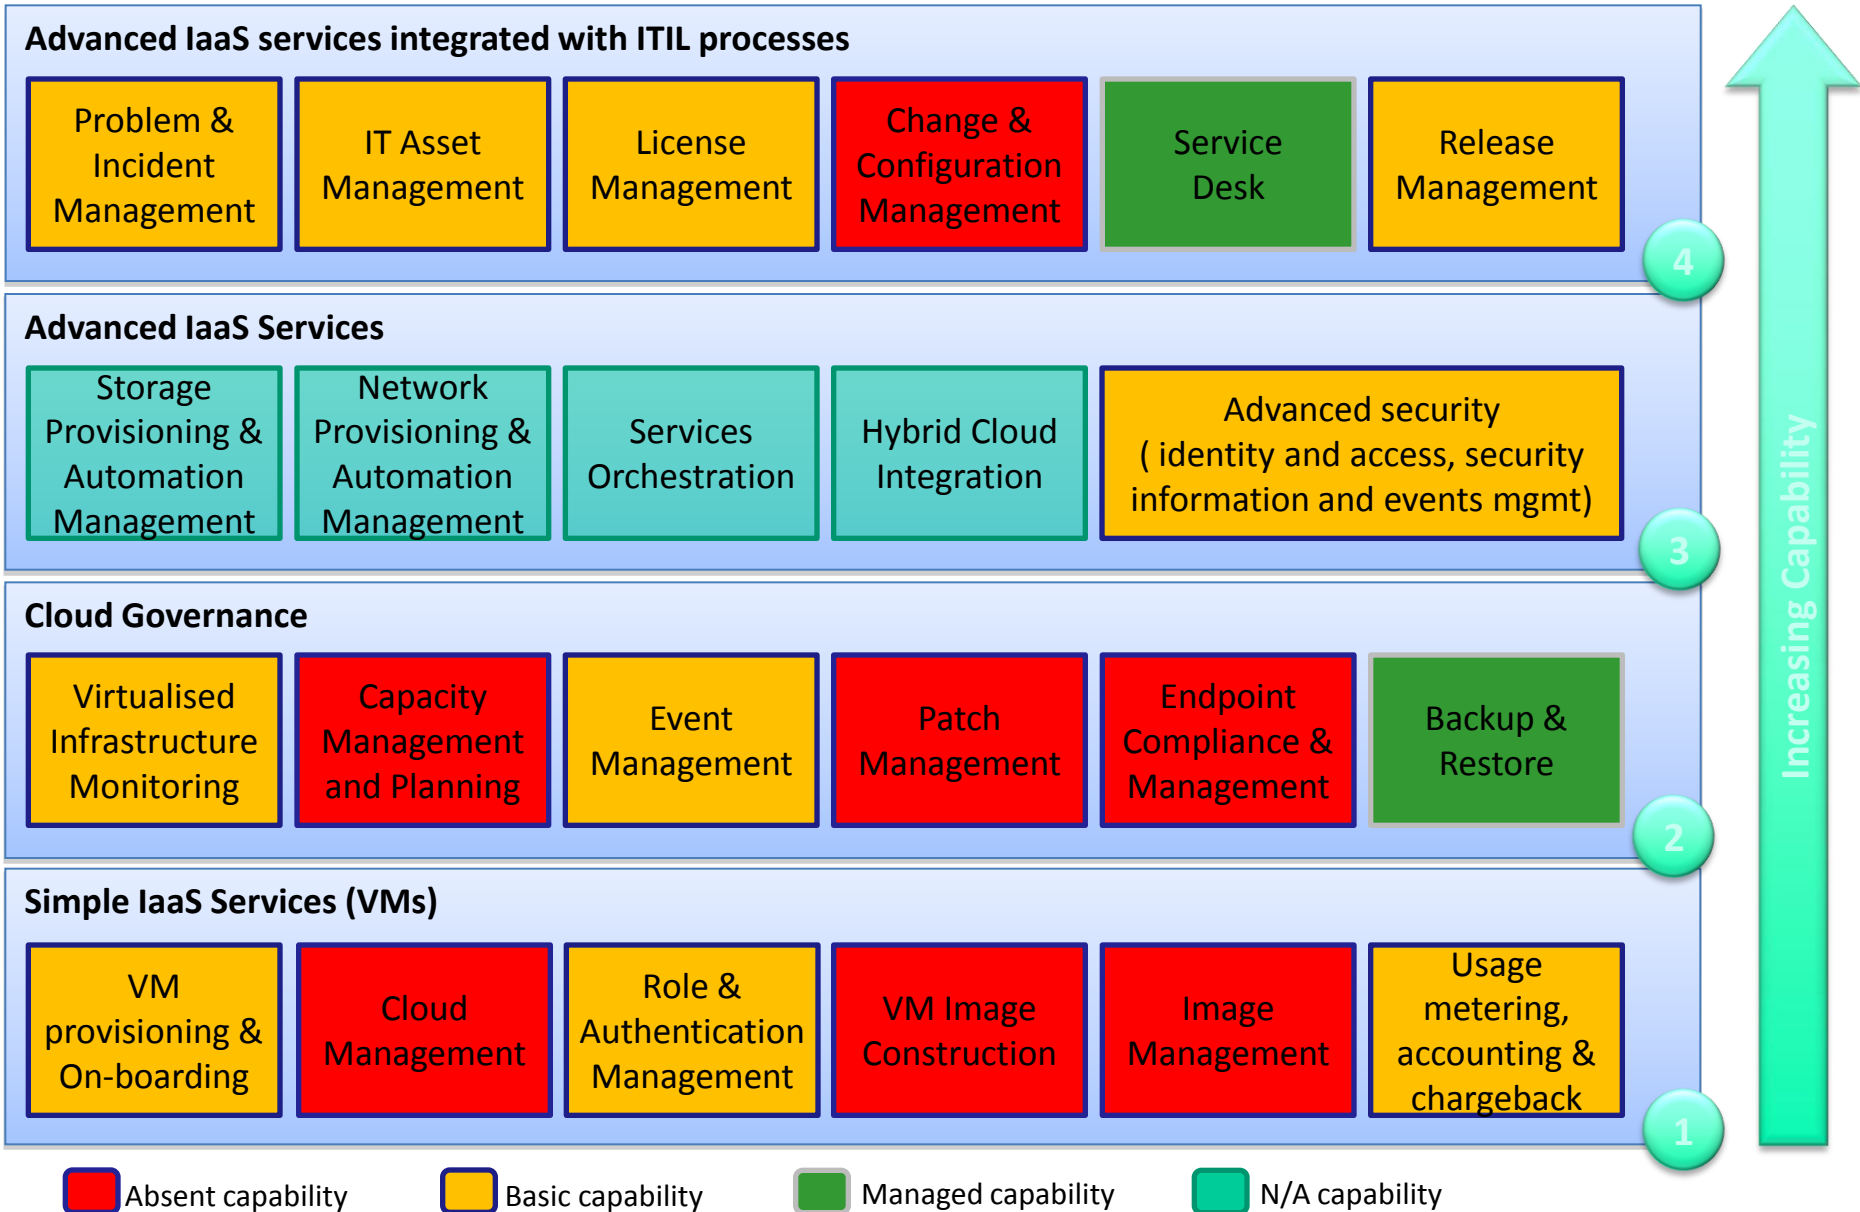 Advanced IaaS services integrated with ITIL processes
Problem &
Incident
Management
IT Asset
Management
License
Management
Change &
Configuration
Management
Service
Desk
Release
Management
4
Advanced IaaS Services
Storage
Provisioning &
Automation
Management
Network
Provisioning &
Automation
Management
Services
Orchestration
Hybrid Cloud
Integration
Advanced security
( identity and access, security
information and events mgmt)
3
Cloud Governance
Virtualised
Infrastructure
Monitoring
Capacity
Management
and Planning
Event
Management
Patch
Management
Endpoint
Compliance &
Management
Backup &
Restore
2
Simple IaaS Services (VMs)
VM
provisioning &
On-boarding
Cloud
Management
Role &
Authentication
Management
VM Image
Construction
Image
Management
Usage
metering,
accounting &
chargeback
1
Increasing Capability
Absent capability
Basic capability
Managed capability
N/A capability